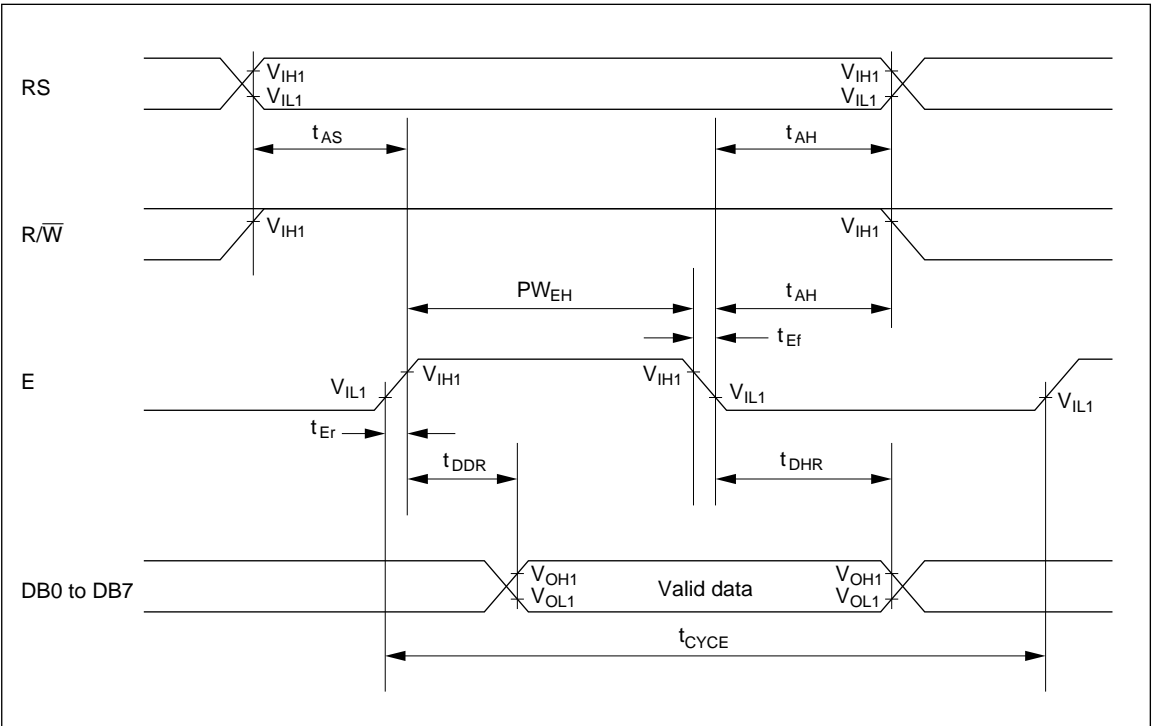 RS
VIH1
VIL1
VIH1
VIL1
tAS
tAH
R/W̅
VIH1
VIH1
PWEH
tAH
tEf
E
VIL1
VIH1
VIH1
VIL1
VIL1
tEr
tDDR
tDHR
DB0 to DB7
VOH1
VOL1
Valid data
VOH1
VOL1
tCYCE